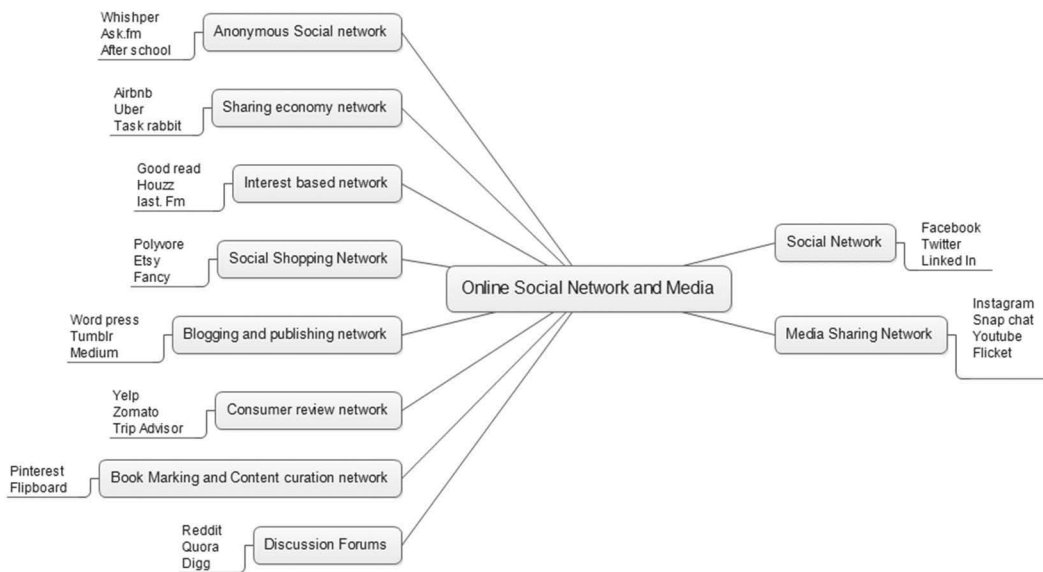 Whishper
Ask.fm
After school
Anonymous Social network
Airbnb
Uber
Task rabbit
Sharing economy network
Good read
Houzz
last. Fm
Interest based network
Polyvore
Etsy
Fancy
Social Shopping Network
Word press
Tumblr
Medium
Blogging and publishing network
Yelp
Zomato
Trip Advisor
Consumer review network
Pinterest
Flipboard
Book Marking and Content curation network
Reddit
Quora
Digg
Discussion Forums
Online Social Network and Media
Social Network
Facebook
Twitter
Linked In
Media Sharing Network
Instagram
Snap chat
Youtube
Flicket